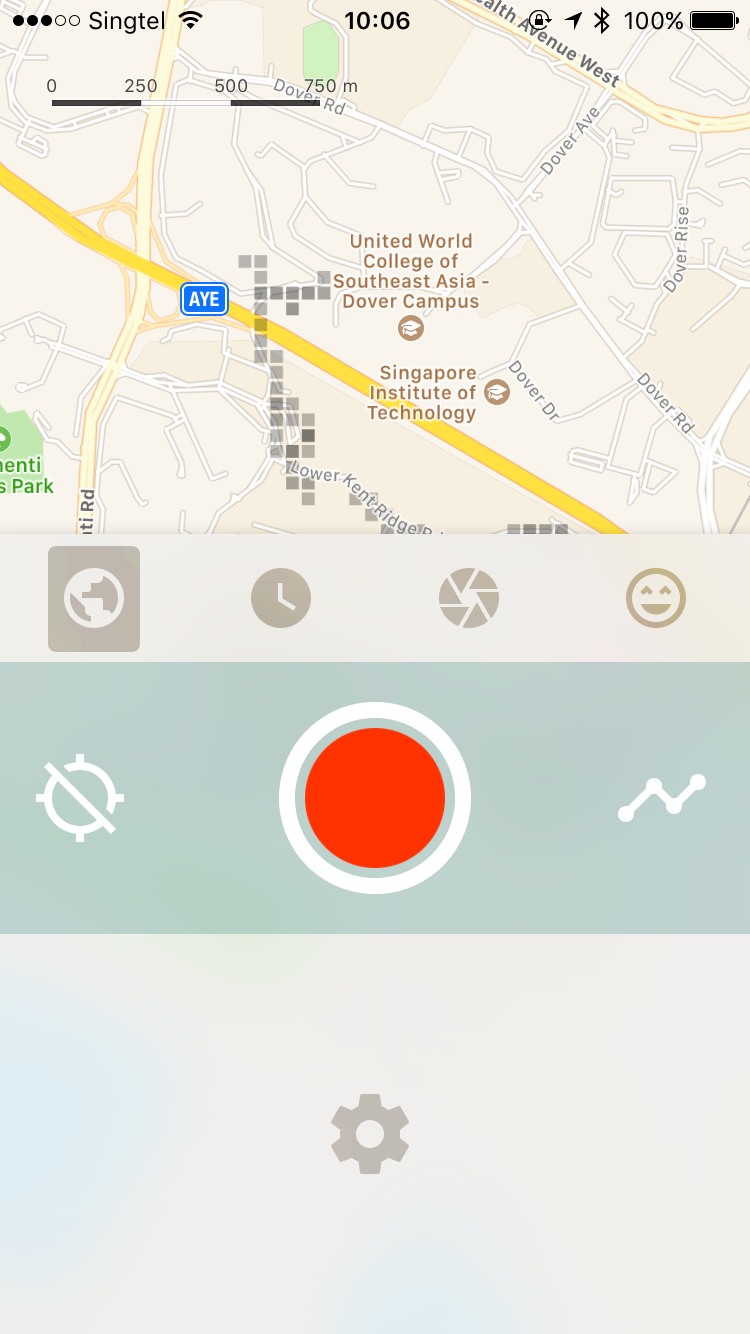 Singtel 10:06 100%
ealth Avenue West
0 250 500 750 m
Dover Rd
Dover Ave
Dover Rise
United World
College of
Southeast Asia -
Dover Campus
AYE
Singapore
Institute of
Technology
Dover Dr
Dover Rd
menti
s Park
Lower Kent Ridge
ti Rd